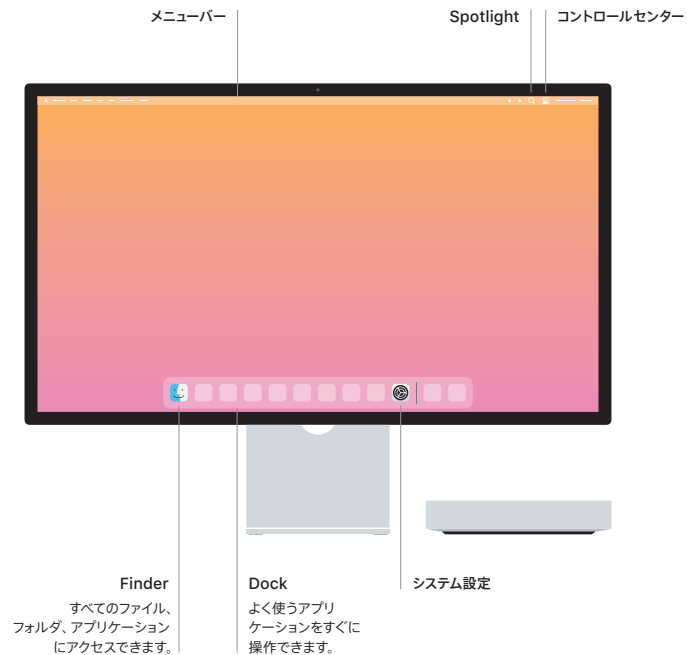 メニューバー
Spotlight
コントロールセンター
Finder
すべてのファイル、
フォルダ、アプリケーション
にアクセスできます。
Dock
よく使うアプリ
ケーションをすぐに
操作できます。
システム設定